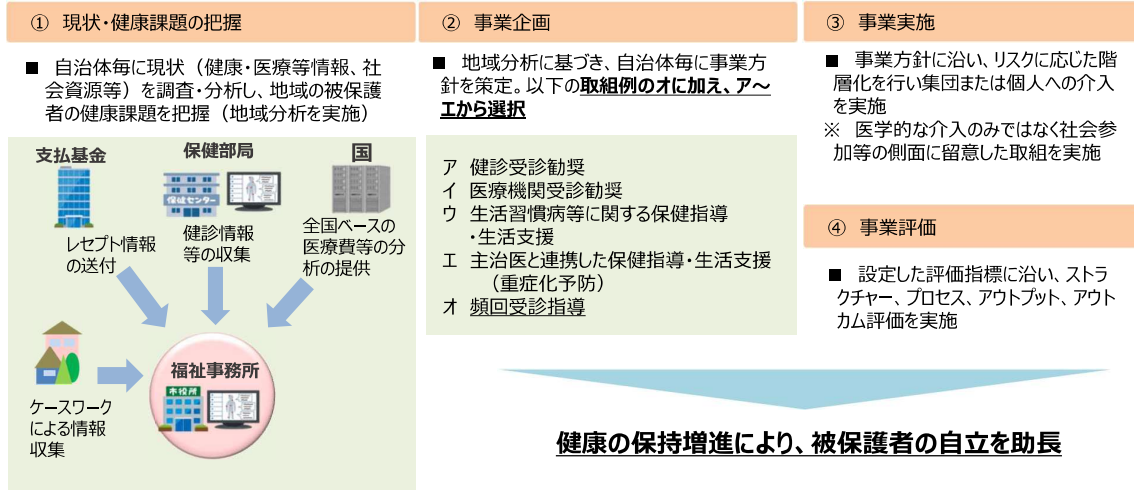 ① 現状・健康課題の把握
■ 自治体毎に現状（健康・医療等情報、社
会資源等）を調査・分析し、地域の被保護
者の健康課題を把握（地域分析を実施）
支払基金
保健部局
国
保健センター
レセプト情報
の送付
健診情報
等の収集
全国ベースの
医療費等の分
析の提供
福祉事務所
市役所
ケースワーク
による情報
収集
② 事業企画
■ 地域分析に基づき、自治体毎に事業方
針を策定。以下の取組例のオに加え、ア～
エから選択
ア 健診受診勧奨
イ 医療機関受診勧奨
ウ 生活習慣病等に関する保健指導
・生活支援
エ 主治医と連携した保健指導・生活支援
（重症化予防）
オ 頻回受診指導
③ 事業実施
■ 事業方針に沿い、リスクに応じた階
層化を行い集団または個人への介入
を実施
※ 医学的な介入のみではなく社会参
加等の側面に留意した取組を実施
④ 事業評価
■ 設定した評価指標に沿い、ストラ
クチャー、プロセス、アウトプット、アウト
カム評価を実施
健康の保持増進により、被保護者の自立を助長